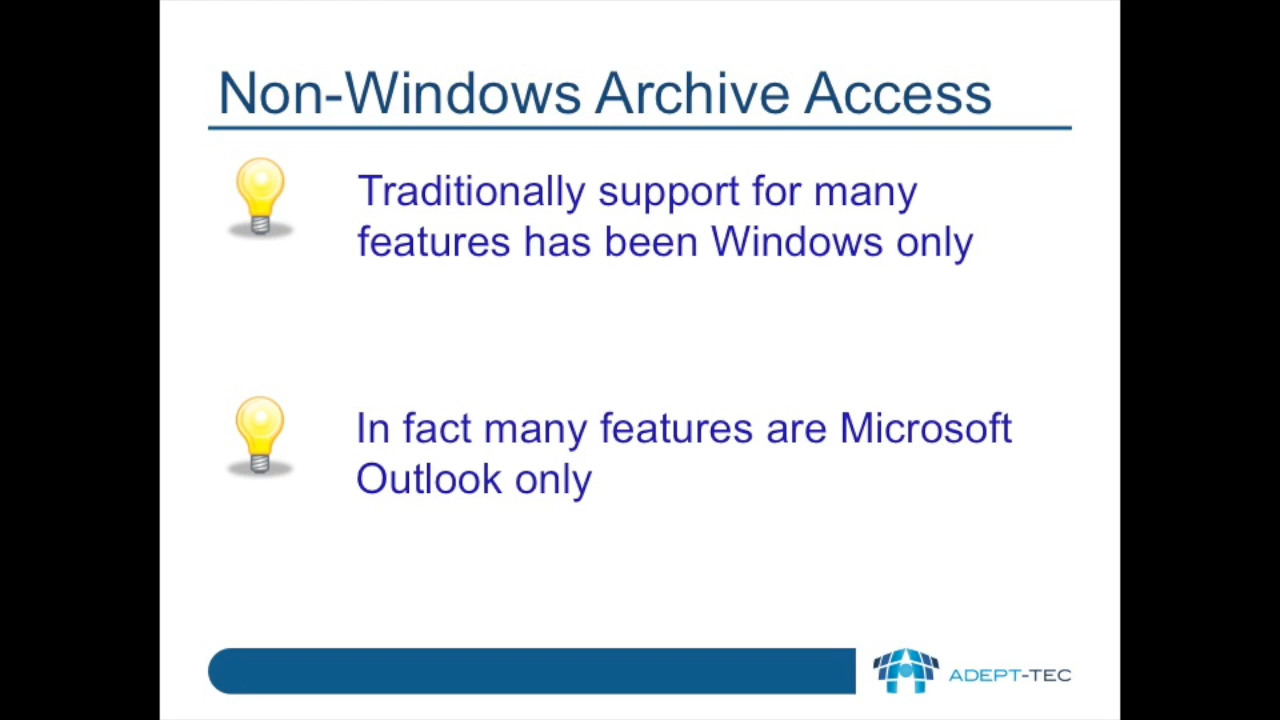 Non-Windows Archive Access
Traditionally support for many
features has been Windows only
In fact many features are Microsoft
Outlook only
ADEPT-TEC